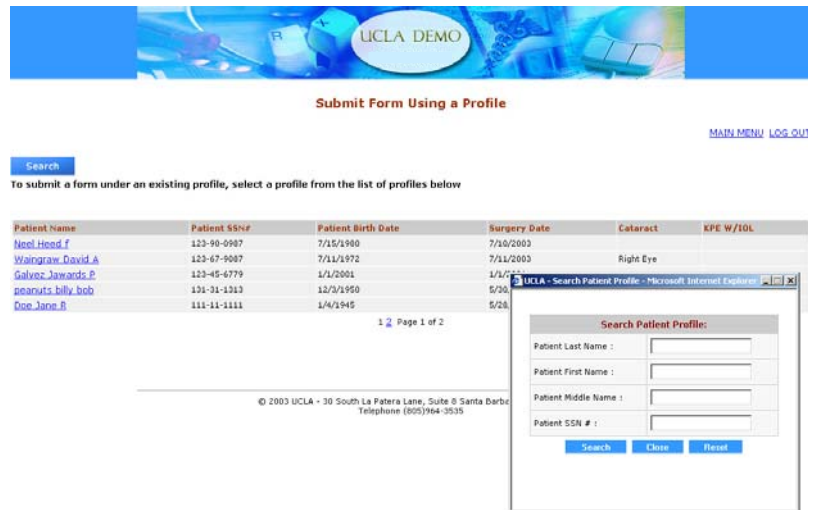 UCLA DEMO
Submit Form Using a Profile
MAIN MENU LOG OUT
Search
To submit a form under an existing profile, select a profile from the list of profiles below
Patient Name Patient SSN# Patient Birth Date Surgery Date Cataract KPE W/IOL
Neel Heed f 123-90-0987 7/15/1980 7/10/2003
Waingraw David A 123-67-9087 7/11/1972 7/11/2003 Right Eye
Galvez Jawards P 123-45-6779 1/1/2001
peanuts billy bob 131-31-1313 12/3/1950 5/30,
Doe Jane R 111-11-1111 1/4/1945 5/28,
1 2 Page 1 of 2
© 2003 UCLA - 30 South La Patera Lane, Suite 8 Santa Barba
Telephone (805)964-3535
UCLA - Search Patient Profile - Microsoft Internet Explorer
Search Patient Profile:
Patient Last Name :
Patient First Name :
Patient Middle Name :
Patient SSN # :
Search Close Reset